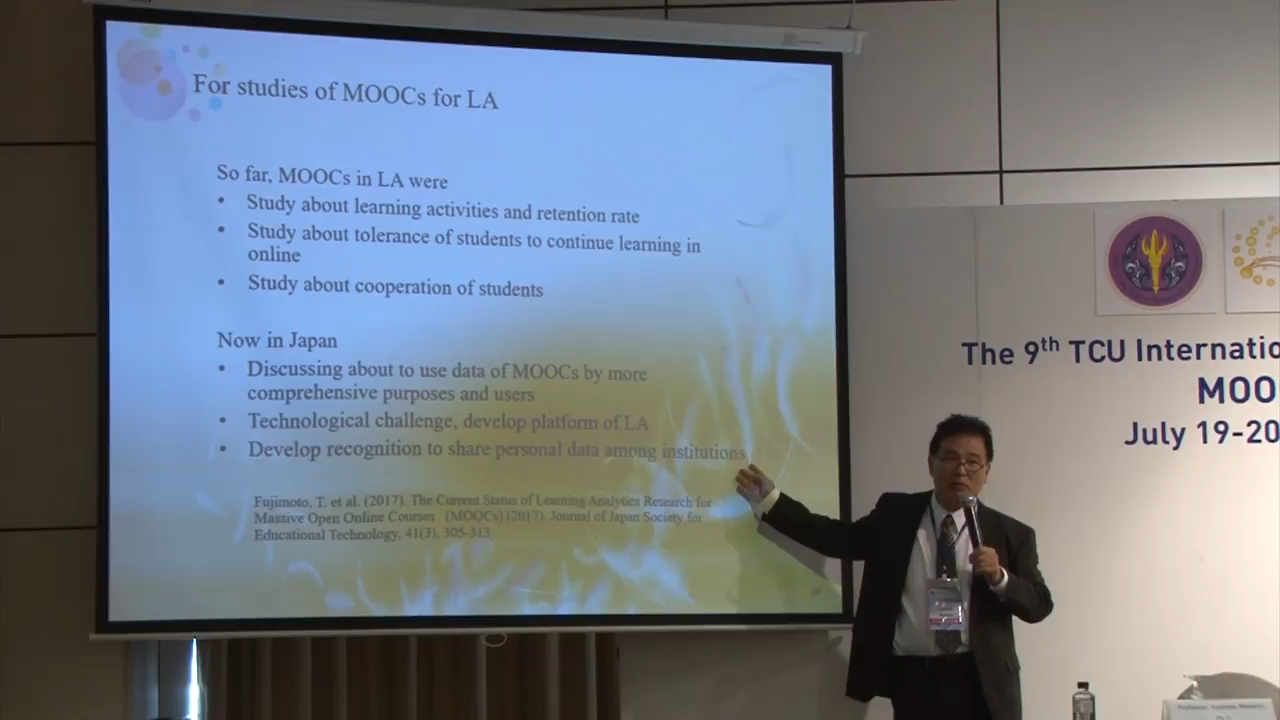 For studies of MOOCs for LA
So far, MOOCs in LA were
• Study about learning activities and retention rate
• Study about tolerance of students to continue learning in
online
• Study about cooperation of students
Now in Japan
• Discussing about to use data of MOOCs by more
comprehensive purposes and users
• Technological challenge, develop platform of LA
• Develop recognition to share personal data among institutions
Fujimoto, T. et al. (2017). The Current Status of Learning Analytics Research for
Massive Open Online Courses (MOOCs) (2017). Journal of Japan Society for
Educational Technology, 41(3), 305-313
The 9th TCU Internatio
MOO
July 19-20